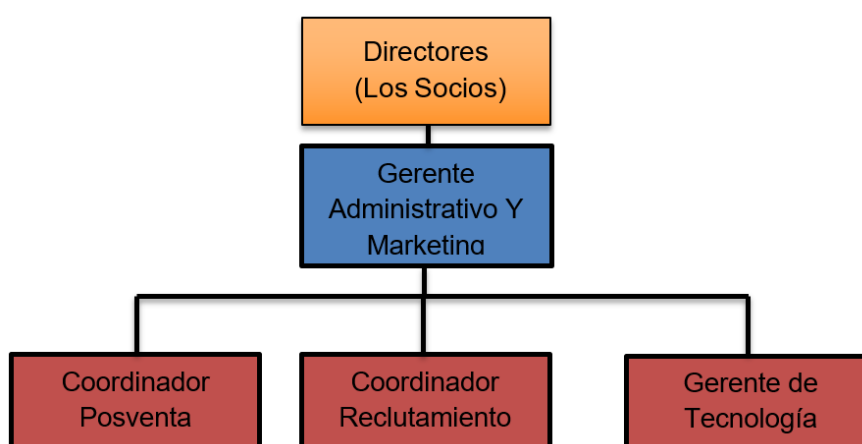 Directores
(Los Socios)
Gerente
Administrativo Y
Marketing
Coordinador
Posventa
Coordinador
Reclutamiento
Gerente de
Tecnología